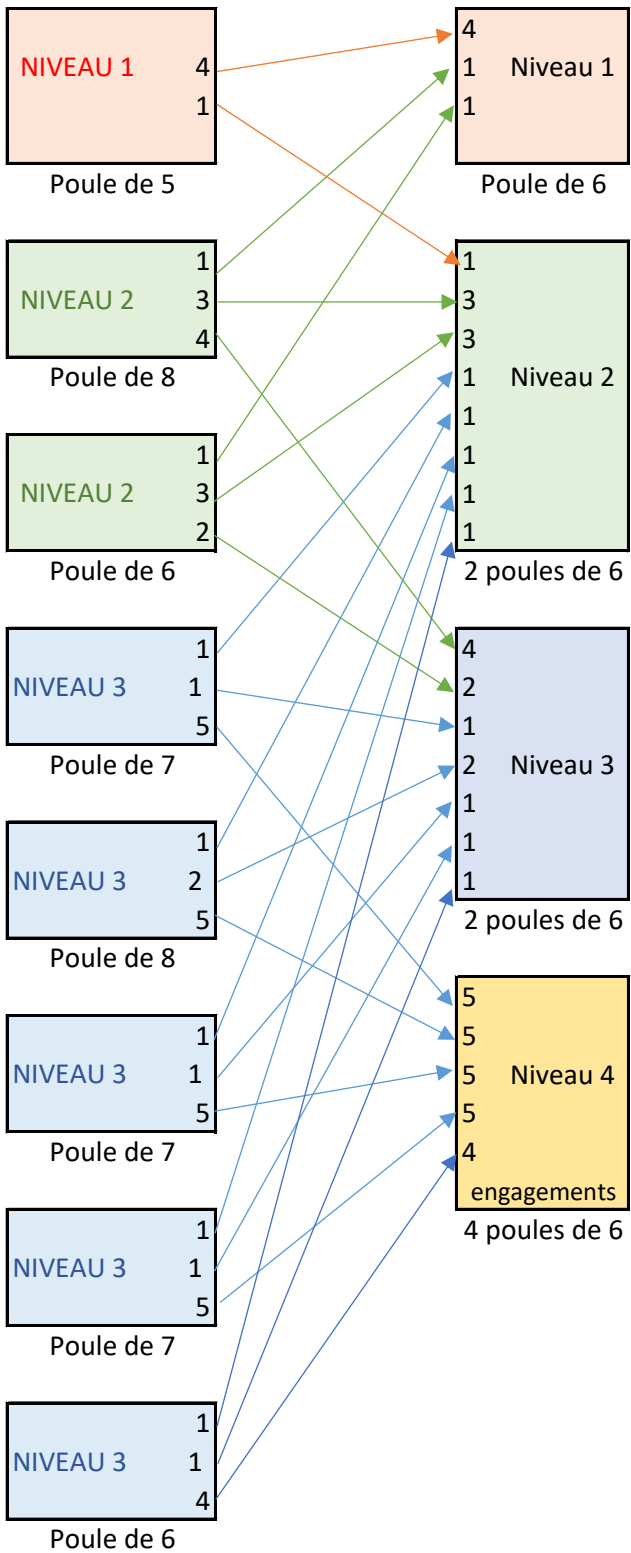 NIVEAU 1
4
1
Poule de 5
1
NIVEAU 2
3
4
Poule de 8
1
NIVEAU 2
3
2
Poule de 6
1
NIVEAU 3
1
5
Poule de 7
1
NIVEAU 3
2
5
Poule de 8
1
NIVEAU 3
1
5
Poule de 7
1
NIVEAU 3
1
5
Poule de 7
1
NIVEAU 3
1
4
Poule de 6
4
1
Niveau 1
1
Poule de 6
1
3
3
1
Niveau 2
1
1
1
1
2 poules de 6
4
2
1
2
Niveau 3
1
1
1
2 poules de 6
5
5
5
Niveau 4
5
4
engagements
4 poules de 6